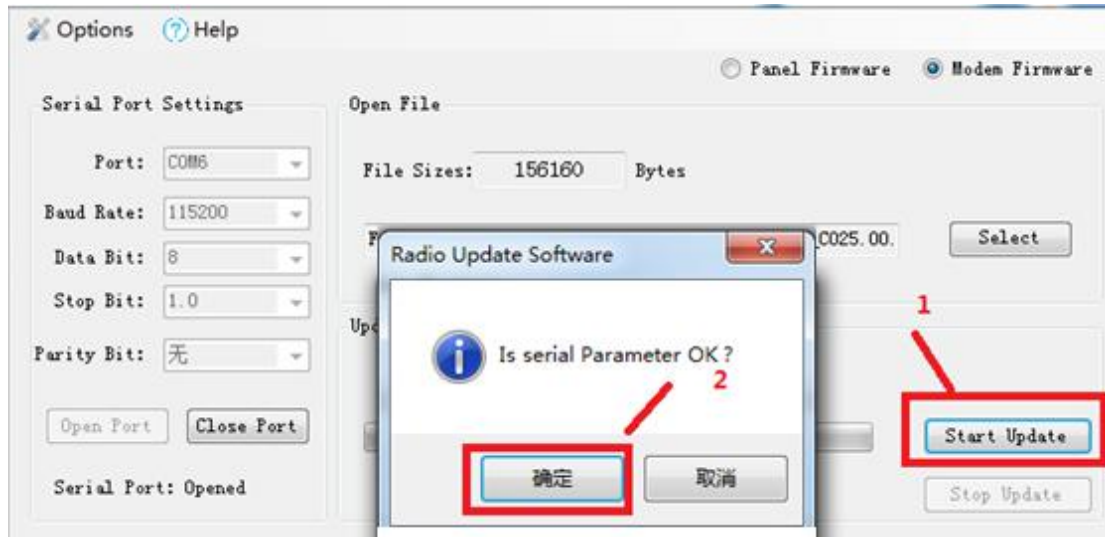 Options Help
Panel Firmware Modem Firmware
Serial Port Settings
Open File
Port: COM6
File Sizes: 156160 Bytes
Baud Rate: 115200
C025.00. Select
Radio Update Software
Data Bit: 8
Stop Bit: 1.0
1
Is serial Parameter OK ?
2
Parity Bit: 无
Open Port Close Port
Start Update
确定 取消
Serial Port: Opened
Stop Update